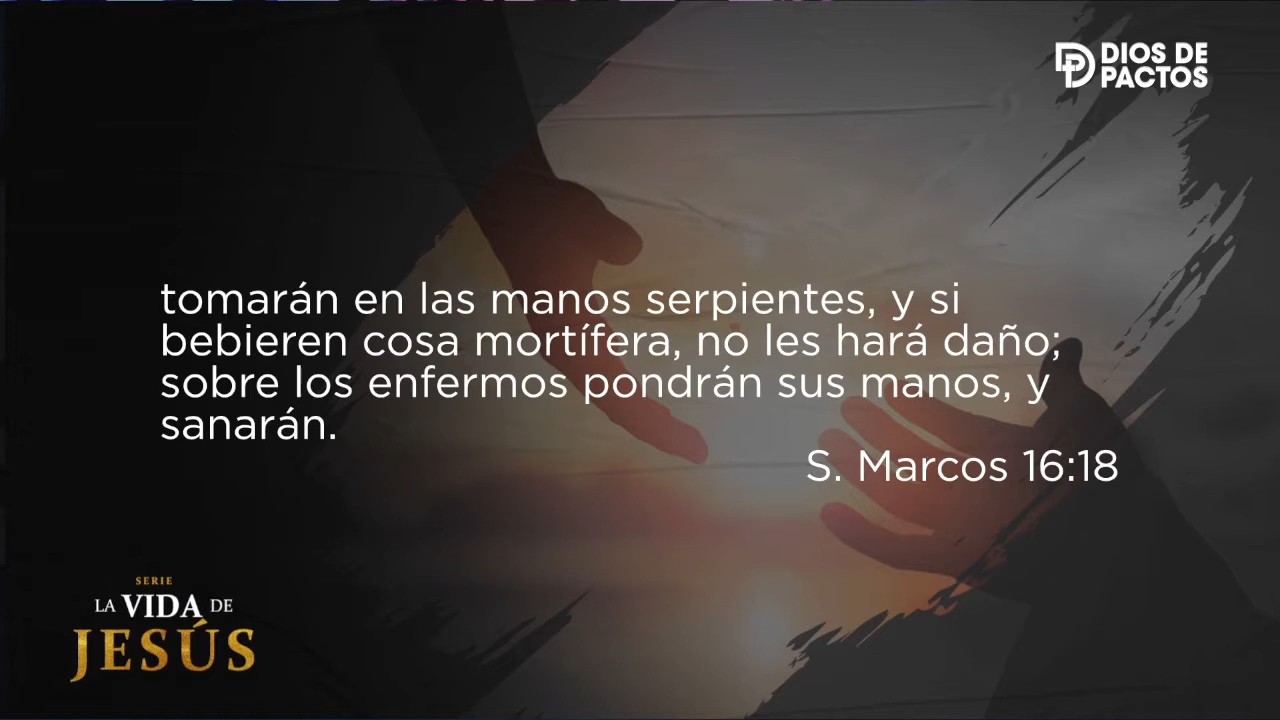 DIOS DE
PACTOS
tomarán en las manos serpientes, y si
bebieren cosa mortífera, no les hará daño;
sobre los enfermos pondrán sus manos, y
sanarán.
S. Marcos 16:18
SERIE
LA VIDA DE
JESÚS